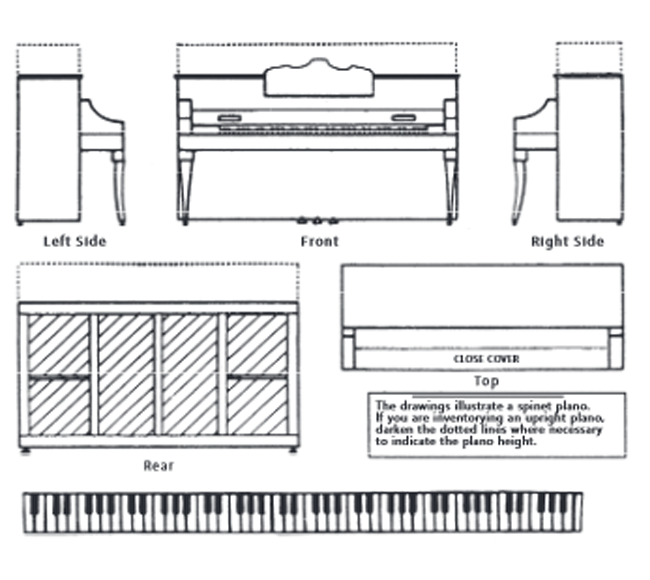 Left Side
Front
Right Side
CLOSE COVER
Top
The drawings illustrate a spinet piano.
If you are inventorying an upright piano,
darken the dotted lines where necessary
to indicate the piano height.
Rear